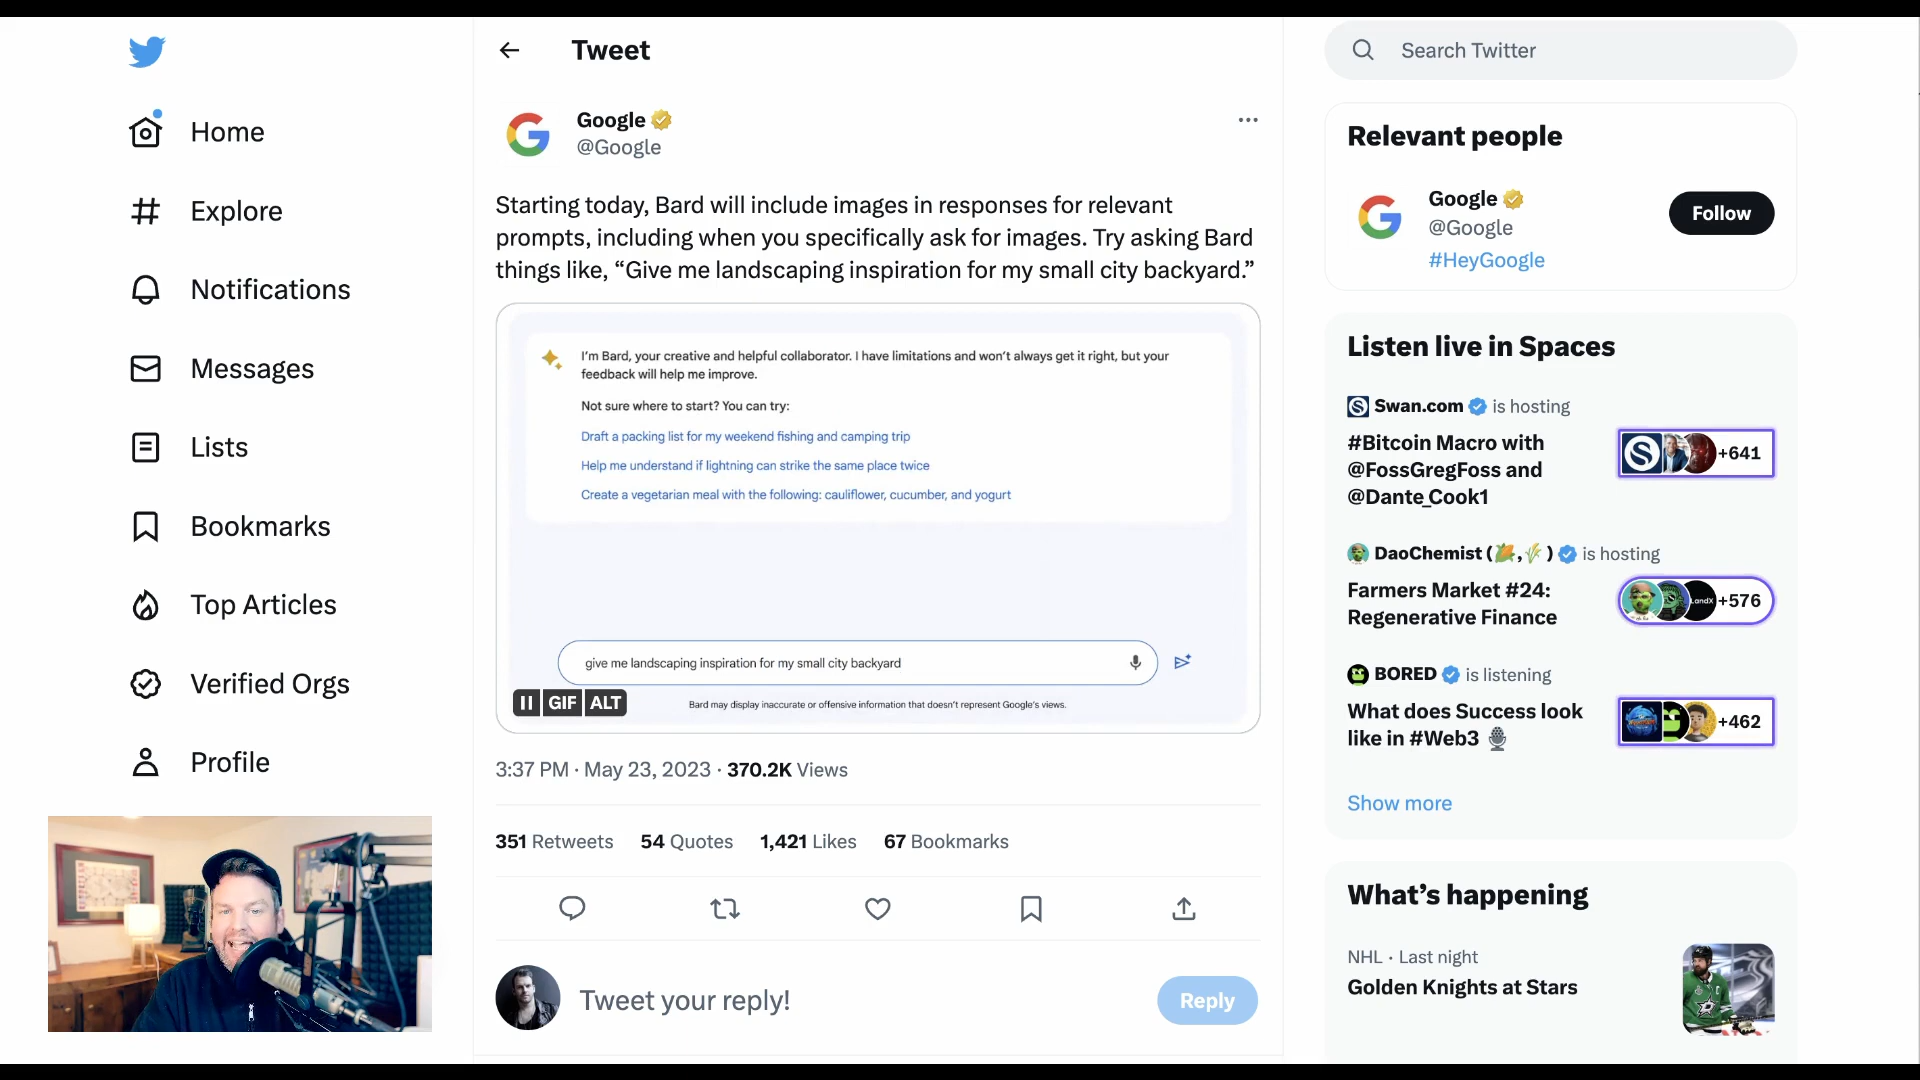 Home
Explore
Notifications
Messages
Lists
Bookmarks
Top Articles
Verified Orgs
Profile
Tweet
Google
@Google
Starting today, Bard will include images in responses for relevant
prompts, including when you specifically ask for images. Try asking Bard
things like, “Give me landscaping inspiration for my small city backyard.”
I’m Bard, your creative and helpful collaborator. I have limitations and won’t always get it right, but your
feedback will help me improve.
Not sure where to start? You can try:
Draft a packing list for my weekend fishing and camping trip
Help me understand if lightning can strike the same place twice
Create a vegetarian meal with the following: cauliflower, cucumber, and yogurt
give me landscaping inspiration for my small city backyard
GIF ALT
Bard may display inaccurate or offensive information that doesn’t represent Google’s views.
3:37 PM · May 23, 2023 · 370.2K Views
351 Retweets 54 Quotes 1,421 Likes 67 Bookmarks
Tweet your reply!
Reply
Search Twitter
Relevant people
Google
@Google
#HeyGoogle
Follow
Listen live in Spaces
Swan.com is hosting
#Bitcoin Macro with
@FossGregFoss and
@Dante_Cook1
+641
DaoChemist (🌽,🌾) is hosting
Farmers Market #24:
Regenerative Finance
LandX
+576
BORED is listening
What does Success look
like in #Web3 🎙️
+462
Show more
What’s happening
NHL · Last night
Golden Knights at Stars